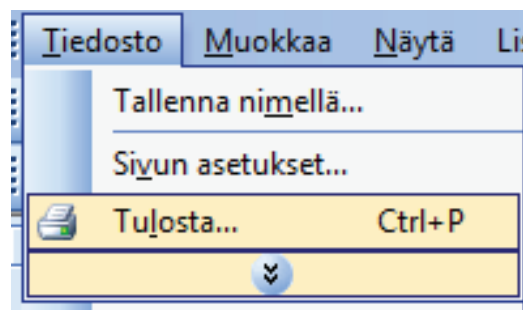 Tiedosto Muokkaa Näytä
Tallenna nimellä...
Sivun asetukset...
Tulosta... Ctrl+P